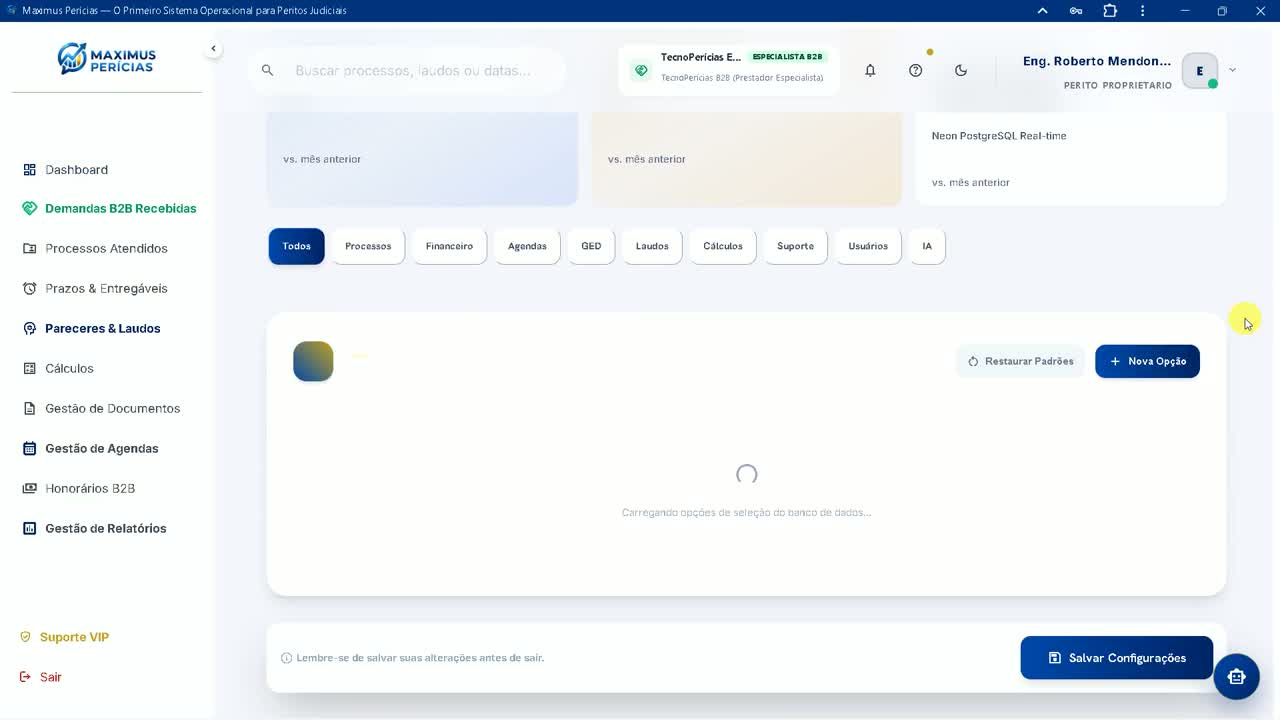 Maximus Perícias — O Primeiro Sistema Operacional para Peritos Judiciais
MAXIMUS
PERÍCIAS
Buscar processos, laudos ou datas...
TecnoPerícias E... ESPECIALISTA B2B
TecnoPerícias B2B (Prestador Especialista)
Eng. Roberto Mendon...
PERITO PROPRIETARIO
E
Dashboard
Demandas B2B Recebidas
Processos Atendidos
Prazos & Entregáveis
Pareceres & Laudos
Cálculos
Gestão de Documentos
Gestão de Agendas
Honorários B2B
Gestão de Relatórios
Suporte VIP
Sair
vs. mês anterior
vs. mês anterior
Neon PostgreSQL Real-time
vs. mês anterior
Todos
Processos
Financeiro
Agendas
GED
Laudos
Cálculos
Suporte
Usuários
IA
Restaurar Padrões
Nova Opção
Carregando opções de seleção do banco de dados...
Lembre-se de salvar suas alterações antes de sair.
Salvar Configurações